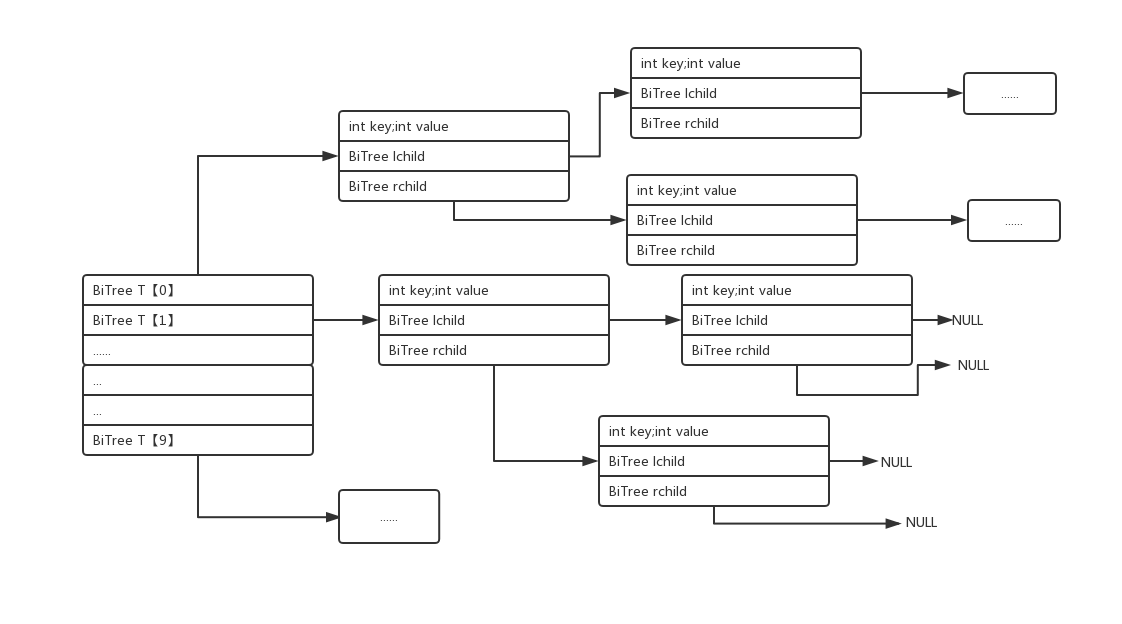 int key;int value
BiTree lchild
BiTree rchild
......
int key;int value
BiTree lchild
BiTree rchild
int key;int value
BiTree lchild
BiTree rchild
......
BiTree T【0】
BiTree T【1】
......
...
...
BiTree T【9】
int key;int value
BiTree lchild
BiTree rchild
int key;int value
BiTree lchild
BiTree rchild
NULL
NULL
int key;int value
BiTree lchild
BiTree rchild
NULL
NULL
......